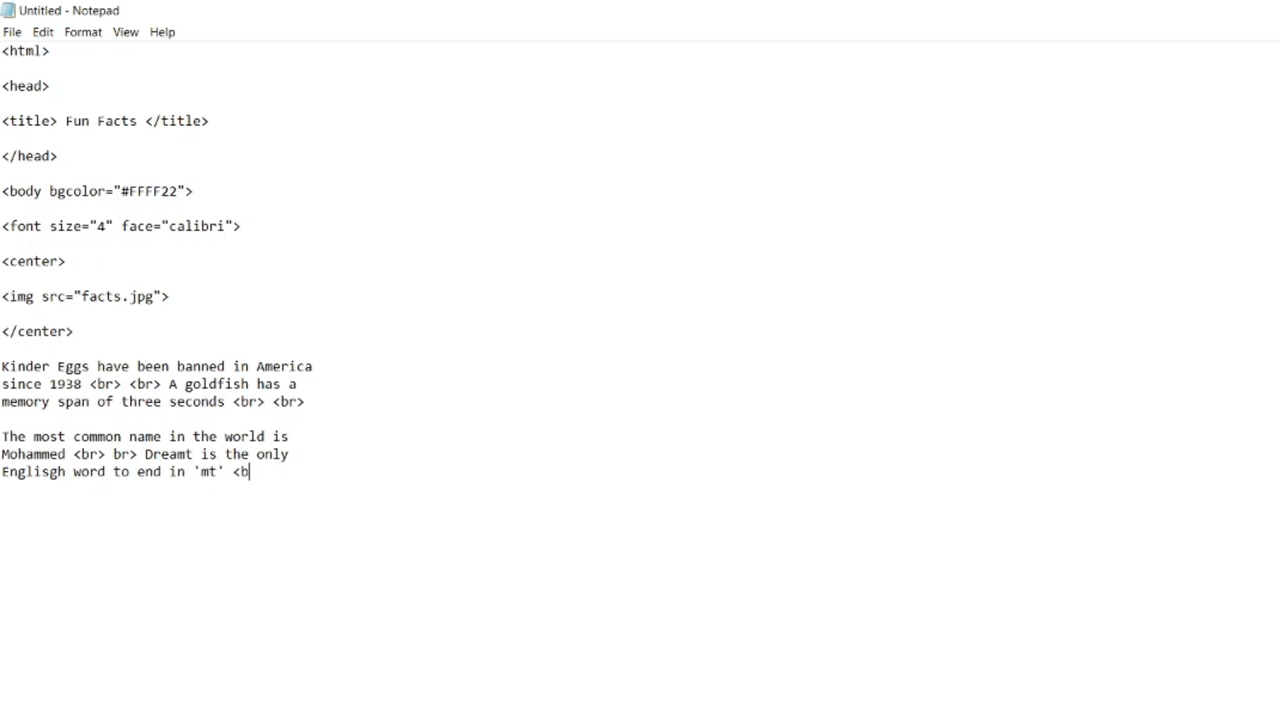 Untitled - Notepad
File Edit Format View Help
<html>
<head>
<title> Fun Facts </title>
</head>
<body bgcolor="#FFFF22">
<font size="4" face="calibri">
<center>
<img src="facts.jpg">
</center>
Kinder Eggs have been banned in America
since 1938 <br> <br> A goldfish has a
memory span of three seconds <br> <br>
The most common name in the world is
Mohammed <br> br> Dreamt is the only
Englisgh word to end in 'mt' <b